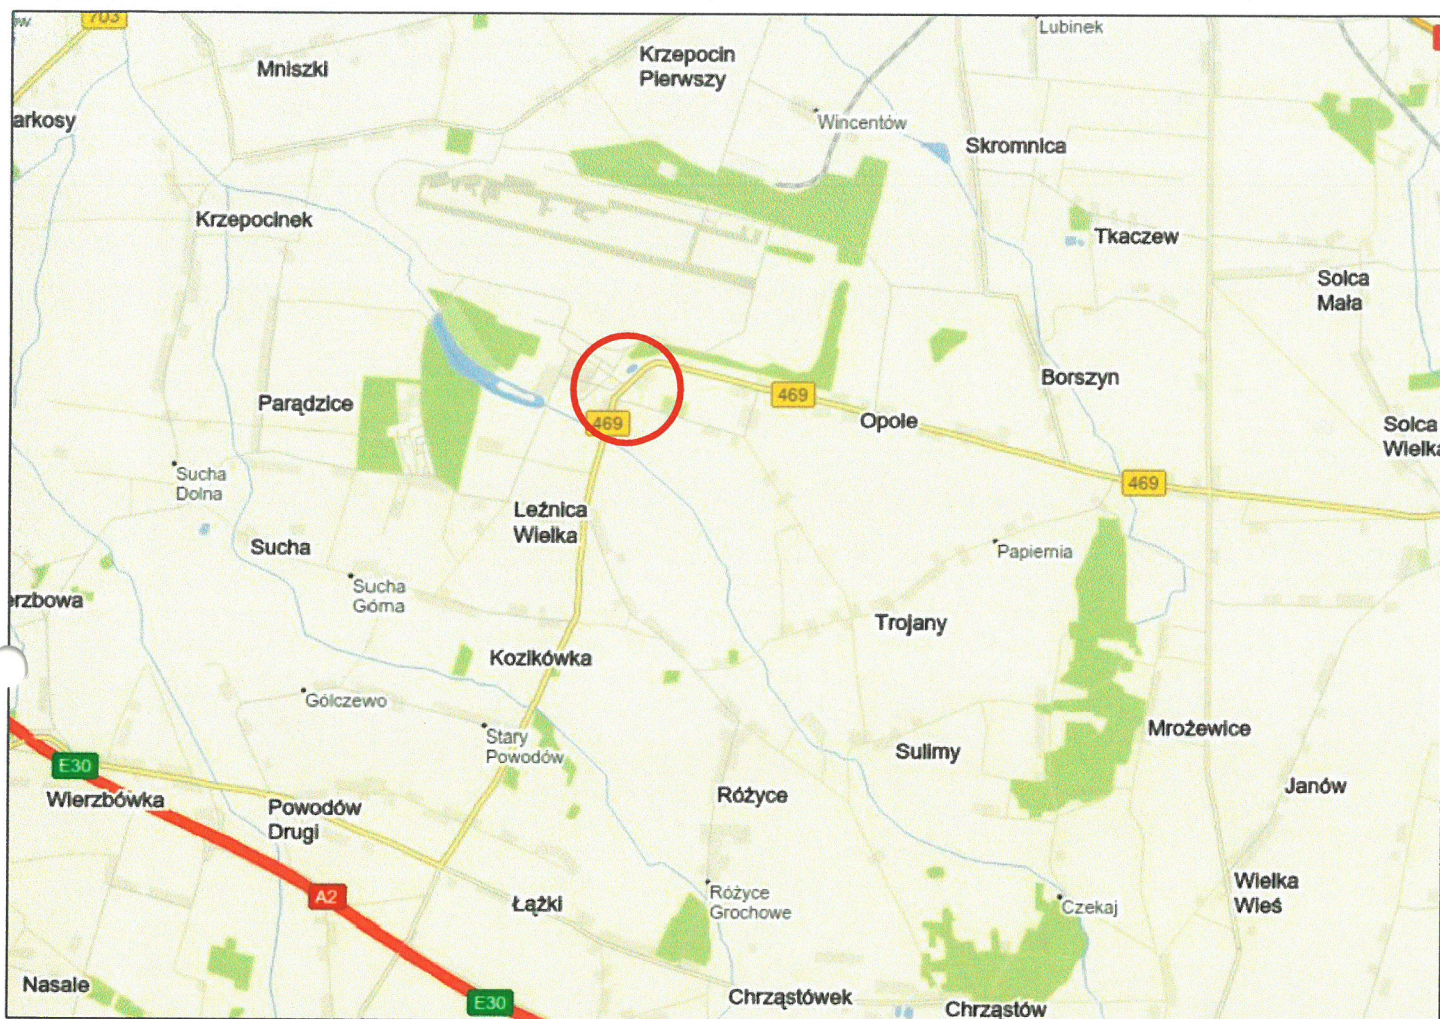 703
Lubinek
Krzepocin
Pierwszy
Mniszki
arkosy
Wincentów
Skromnica
Krzepocinek
Tkaczew
Solca
Mała
Borszyn
Parądzice
469
469
Opole
Solca
Wielka
Sucha
Dolna
469
Leźnica
Wielka
Sucha
Papiernia
Sucha
Górna
erzbowa
Trojany
Kozikówka
Gólczewo
Stary
Powodów
Mrożewice
Sulimy
E30
Wierzbówka
Powodów
Drugi
Różyce
Janów
A2
Łążki
Różyce
Grochowe
Czekaj
Wielka
Wieś
Nasale
E30
Chrząstówek
Chrząstów